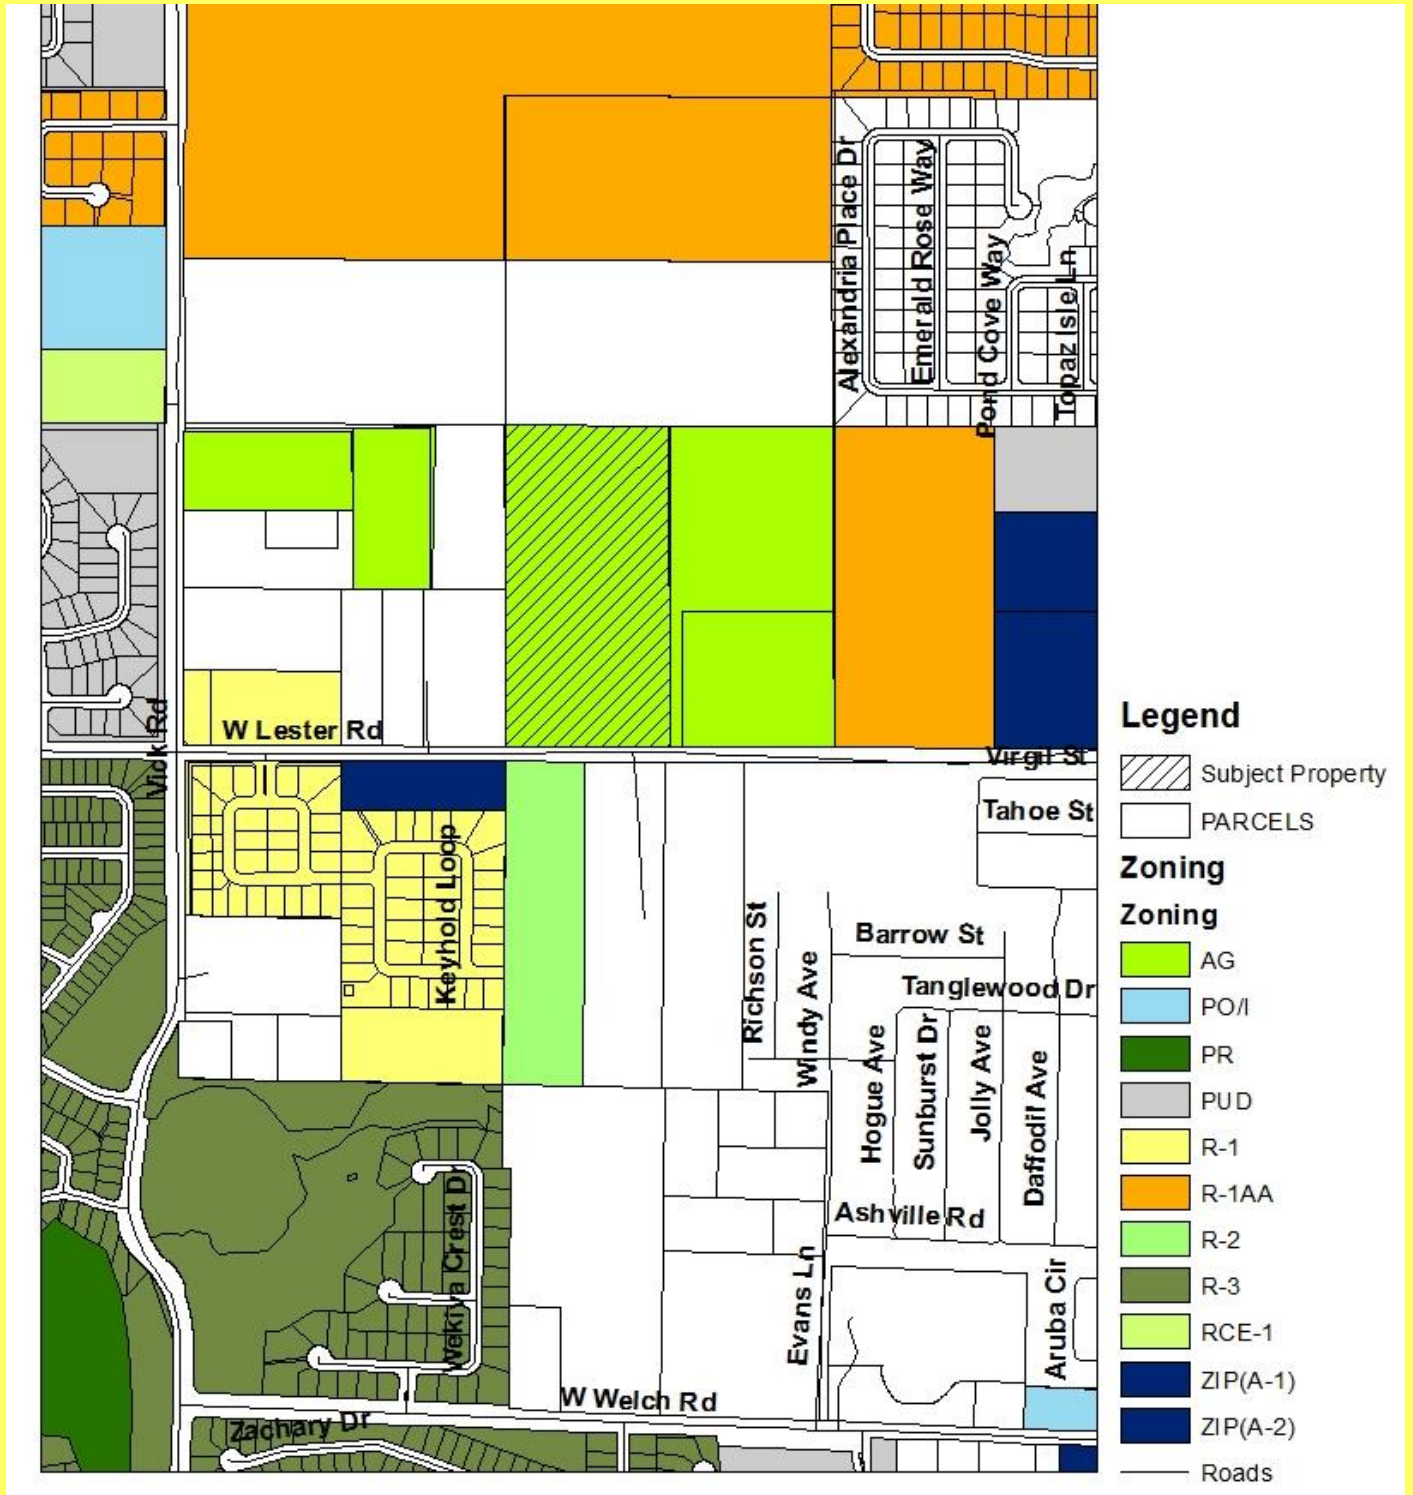 Alexandria Place Dr
Emerald Rose Way
Pond Cove Way
Topaz Isle Ln
Vick Rd
W Lester Rd
Virgil St
Tahoe St
Keyhold Loop
Richson St
Windy Ave
Barrow St
Tanglewood Dr
Hogue Ave
Sunburst Dr
Jolly Ave
Daffodil Ave
Ashville Rd
Wekiva Crest Dr
Evans Ln
Aruba Cir
W Welch Rd
Zachary Dr
Legend
Subject Property
PARCELS
Zoning
Zoning
AG
PO/I
PR
PUD
R-1
R-1AA
R-2
R-3
RCE-1
ZIP(A-1)
ZIP(A-2)
Roads